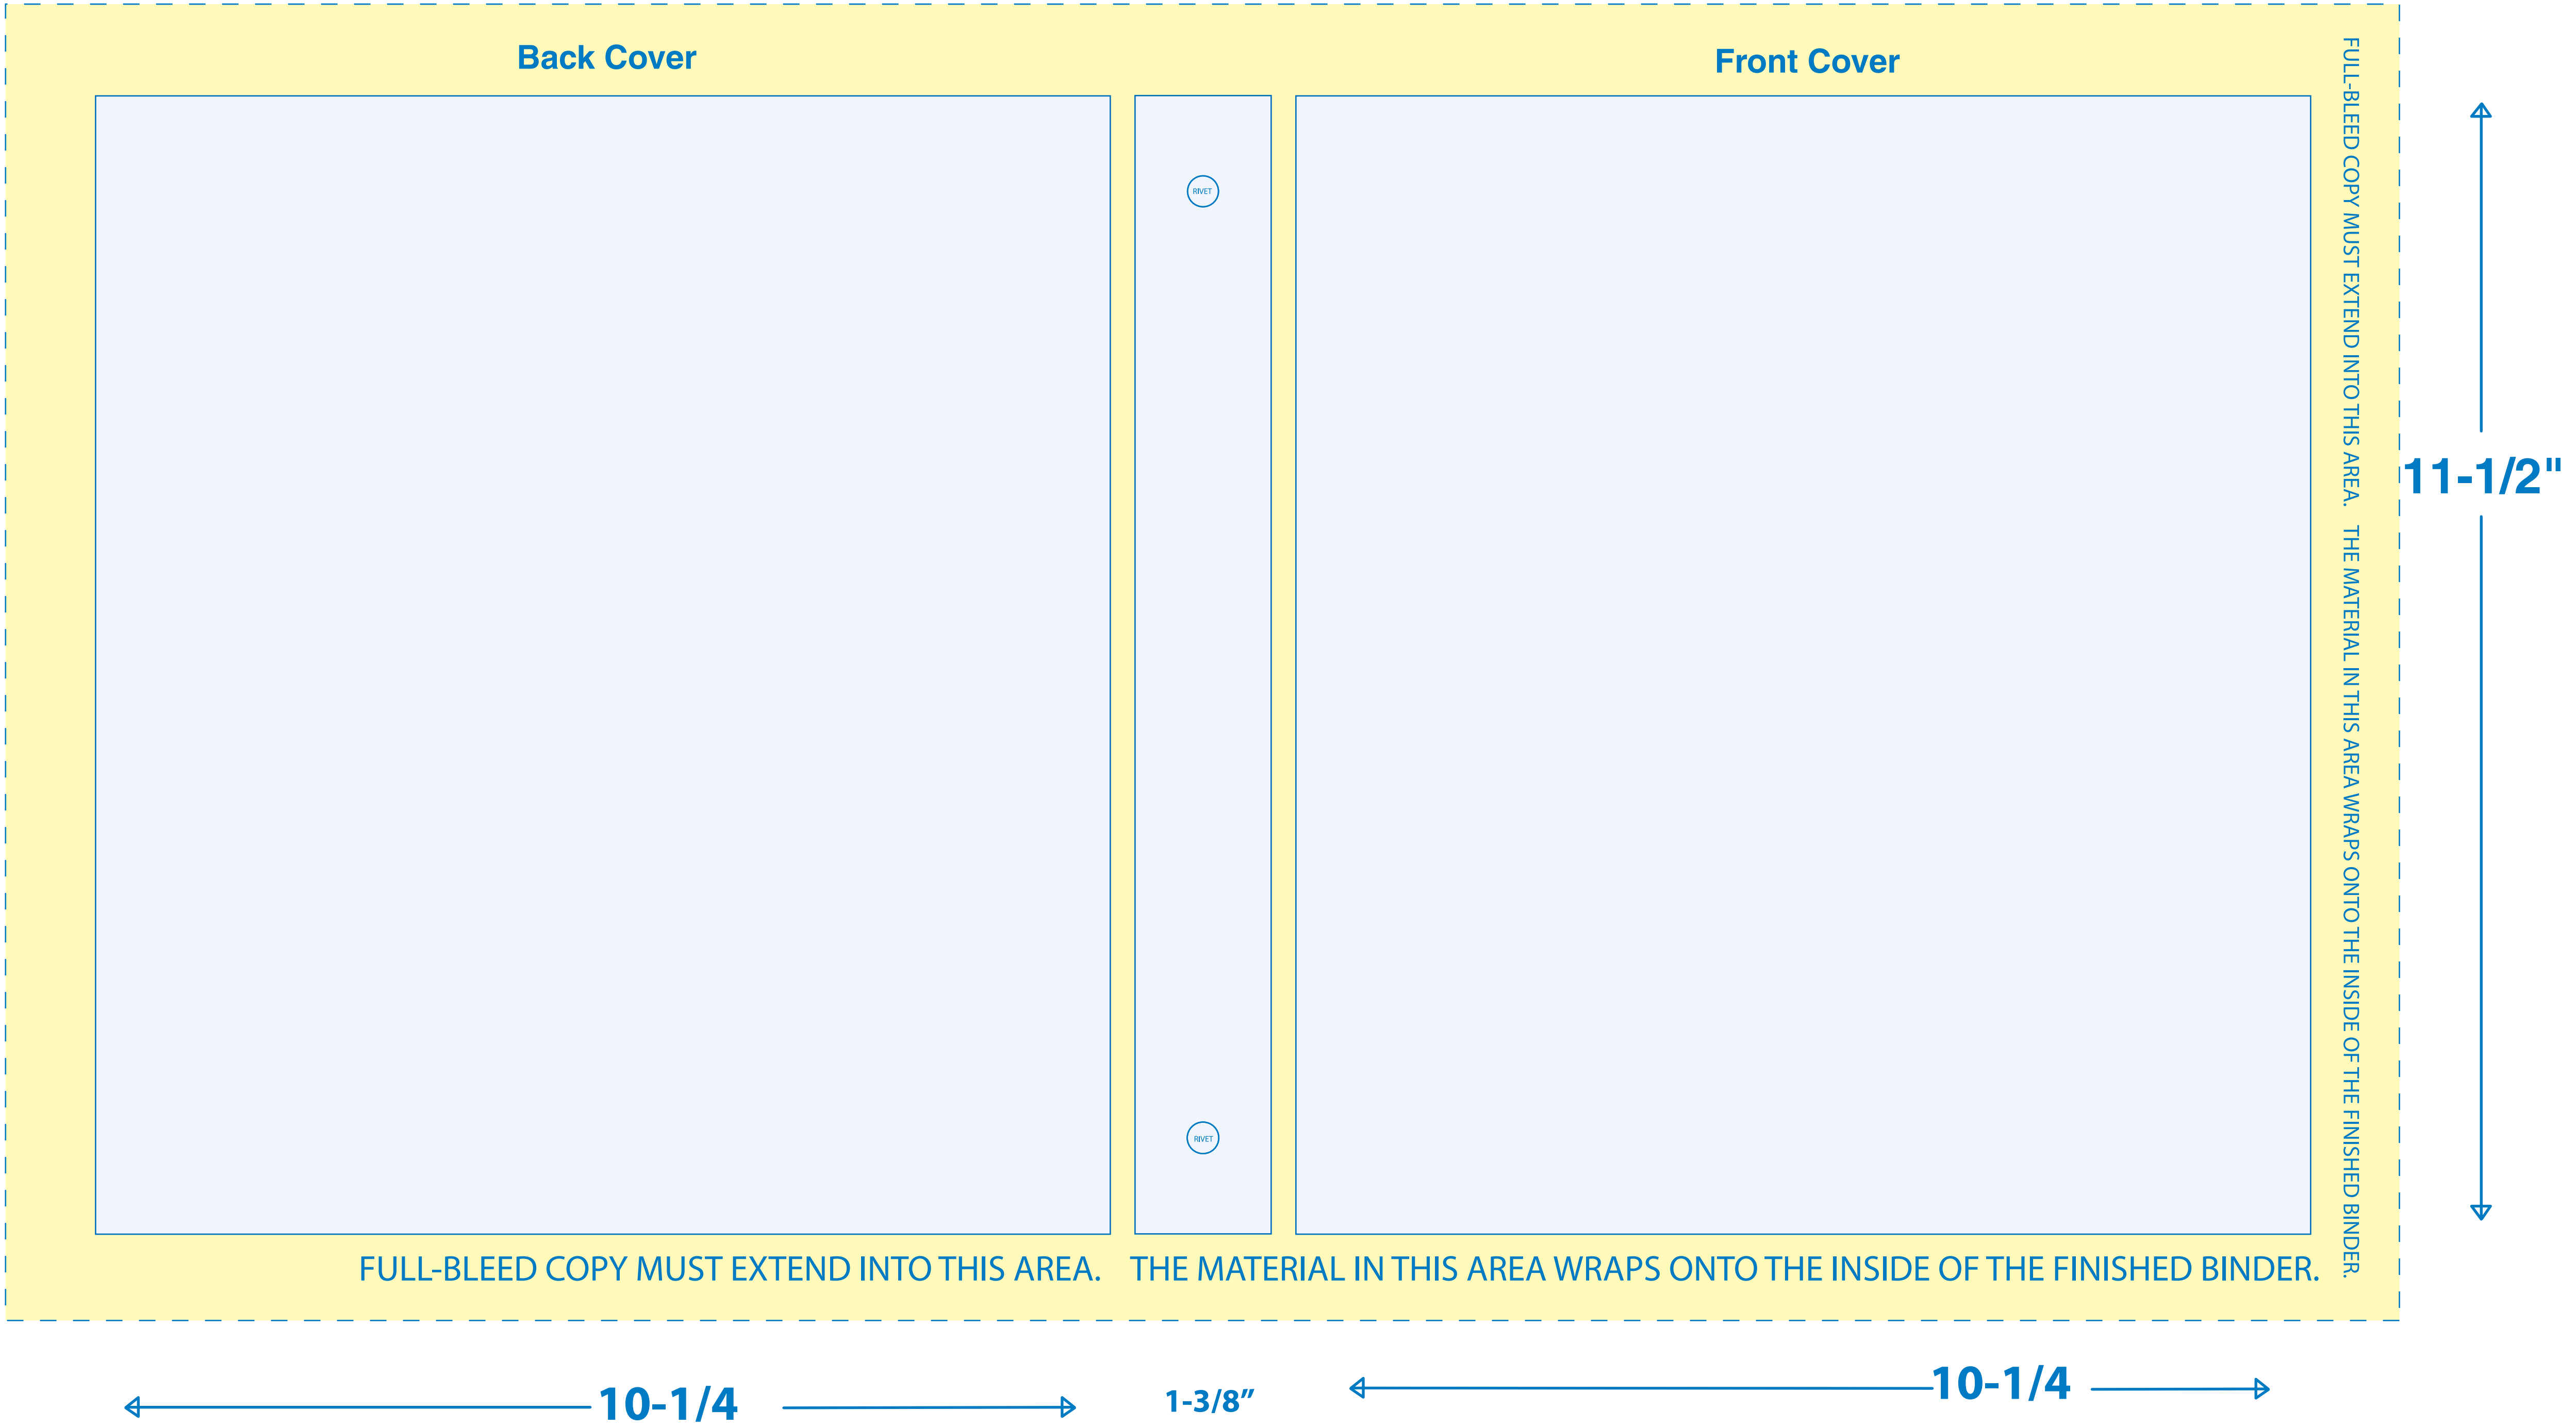 Back Cover
Front Cover
RIVET
FULL-BLEED COPY MUST EXTEND INTO THIS AREA. THE MATERIAL IN THIS AREA WRAPS ONTO THE INSIDE OF THE FINISHED BINDER.
11-1/2"
RIVET
FULL-BLEED COPY MUST EXTEND INTO THIS AREA. THE MATERIAL IN THIS AREA WRAPS ONTO THE INSIDE OF THE FINISHED BINDER.
10-1/4
1-3/8”
10-1/4